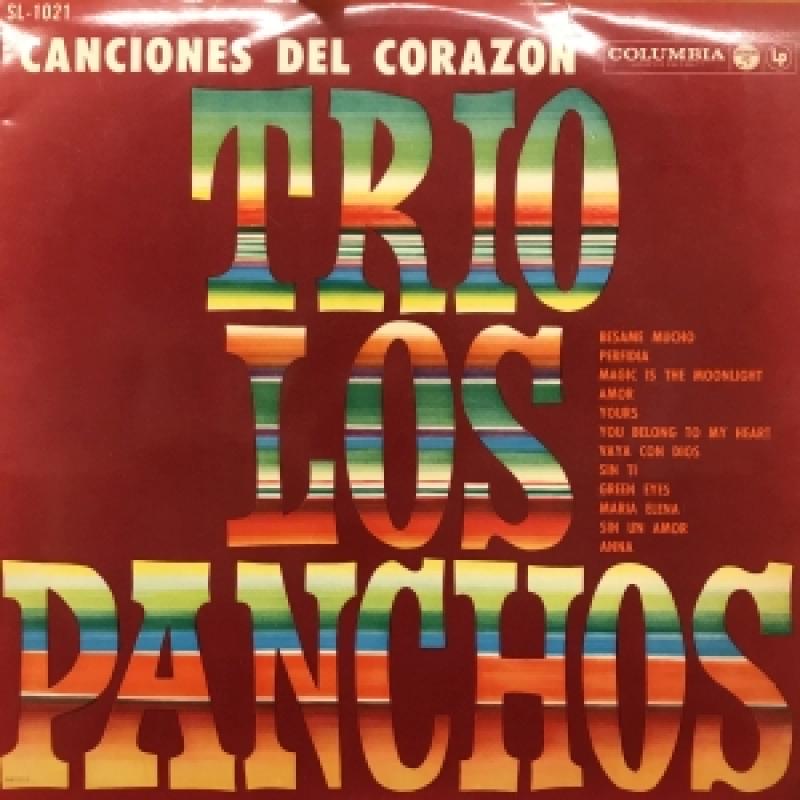 SL-1021
CANCIONES DEL CORAZON
COLUMBIA
Lp
TRIO
LOS
PANCHOS
BESAME MUCHO
PERFIDIA
MAGIC IS THE MOONLIGHT
AMOR
YOURS
YOU BELONG TO MY HEART
VAYA CON DIOS
SIN TI
GREEN EYES
MARIA ELENA
SIN UN AMOR
ANNA